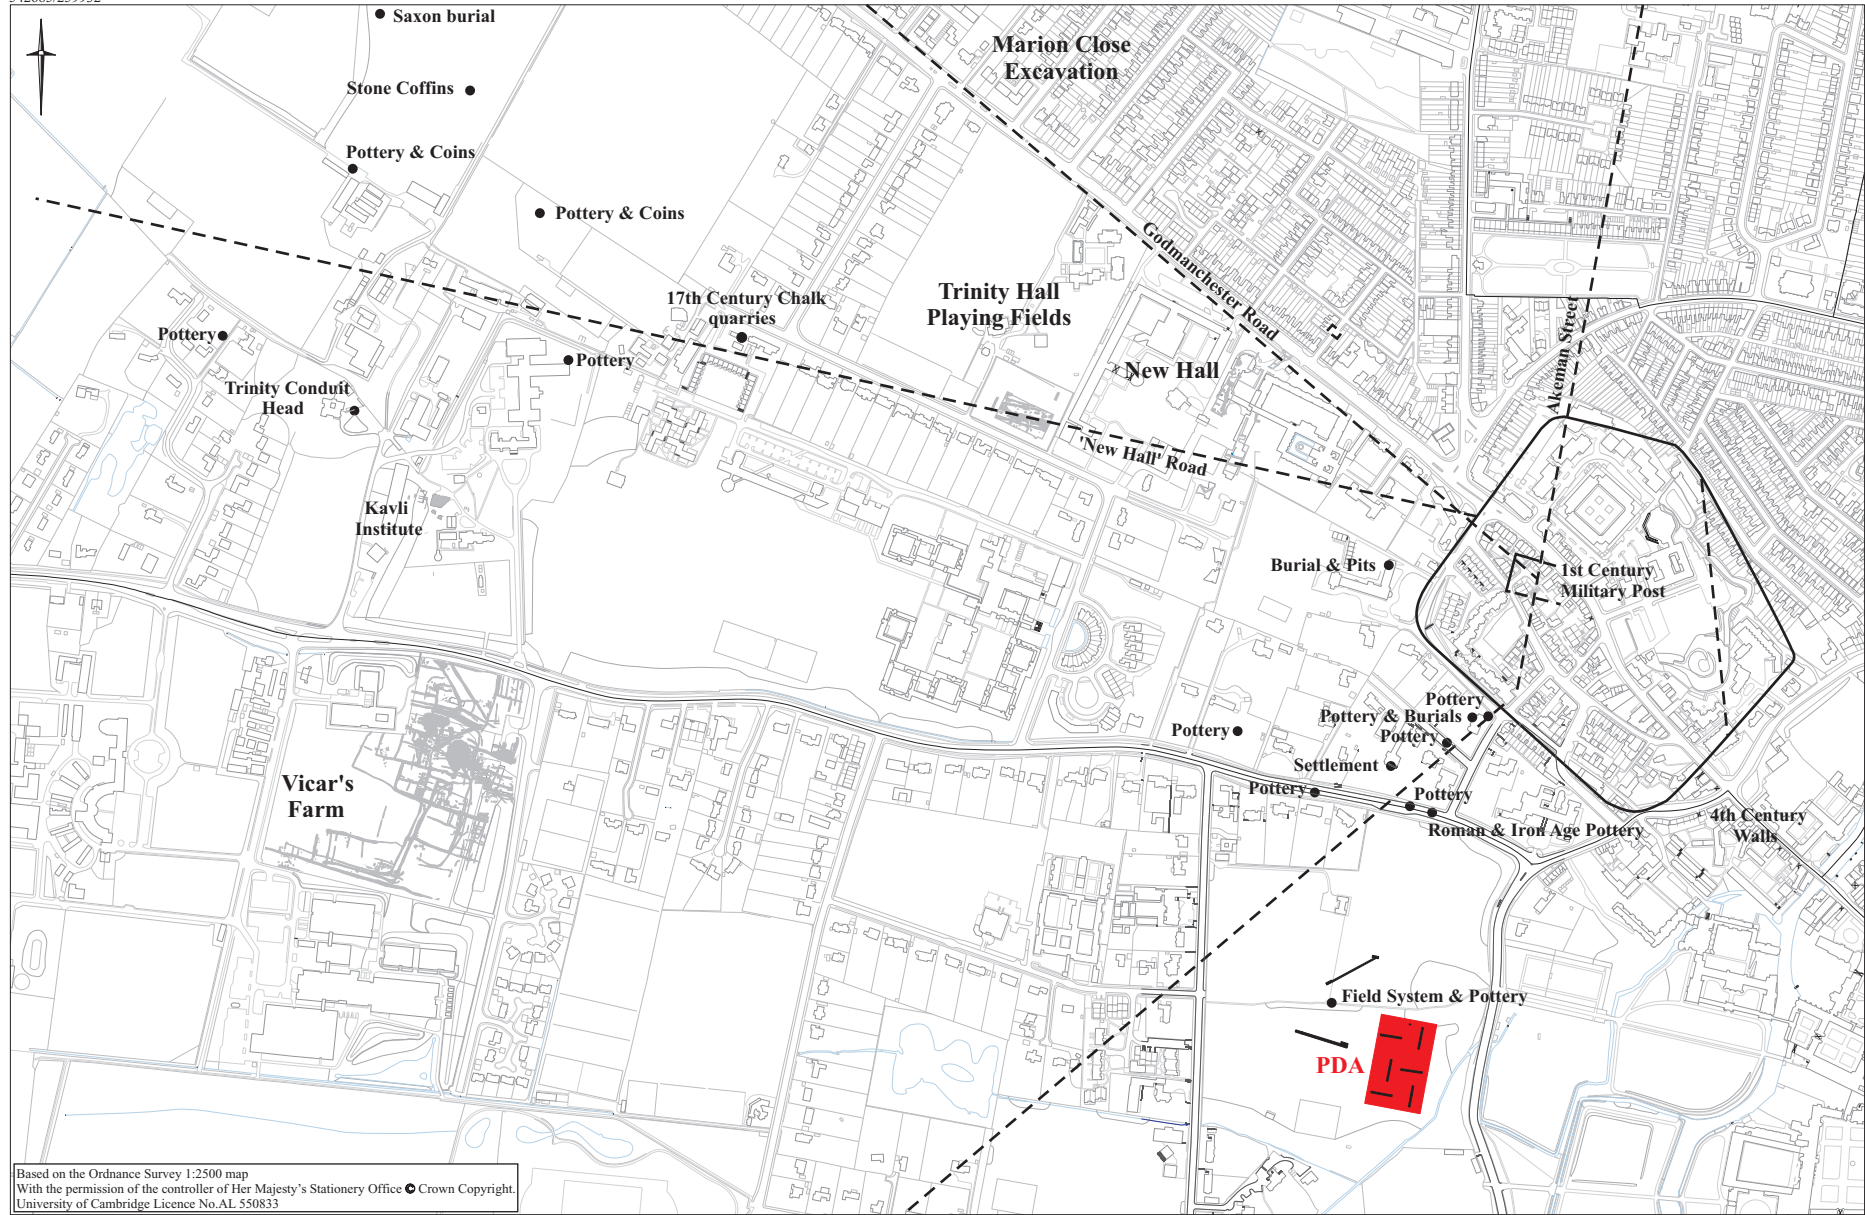 Saxon burial
Marion Close
Excavation
Stone Coffins
Pottery & Coins
Pottery & Coins
Godmanchester Road
17th Century Chalk
quarries
Trinity Hall
Playing Fields
Akeman Street
Pottery
Pottery
New Hall
Trinity Conduit
Head
'New Hall' Road
Kavli
Institute
Burial & Pits
1st Century
Military Post
Pottery
Pottery & Burials
Pottery
Pottery
Settlement
Vicar's
Farm
Pottery
Pottery
Roman & Iron Age Pottery
4th Century
Walls
Field System & Pottery
PDA
Based on the Ordnance Survey 1:2500 map
With the permission of the controller of Her Majesty's Stationery Office © Crown Copyright.
University of Cambridge Licence No.AL 550833